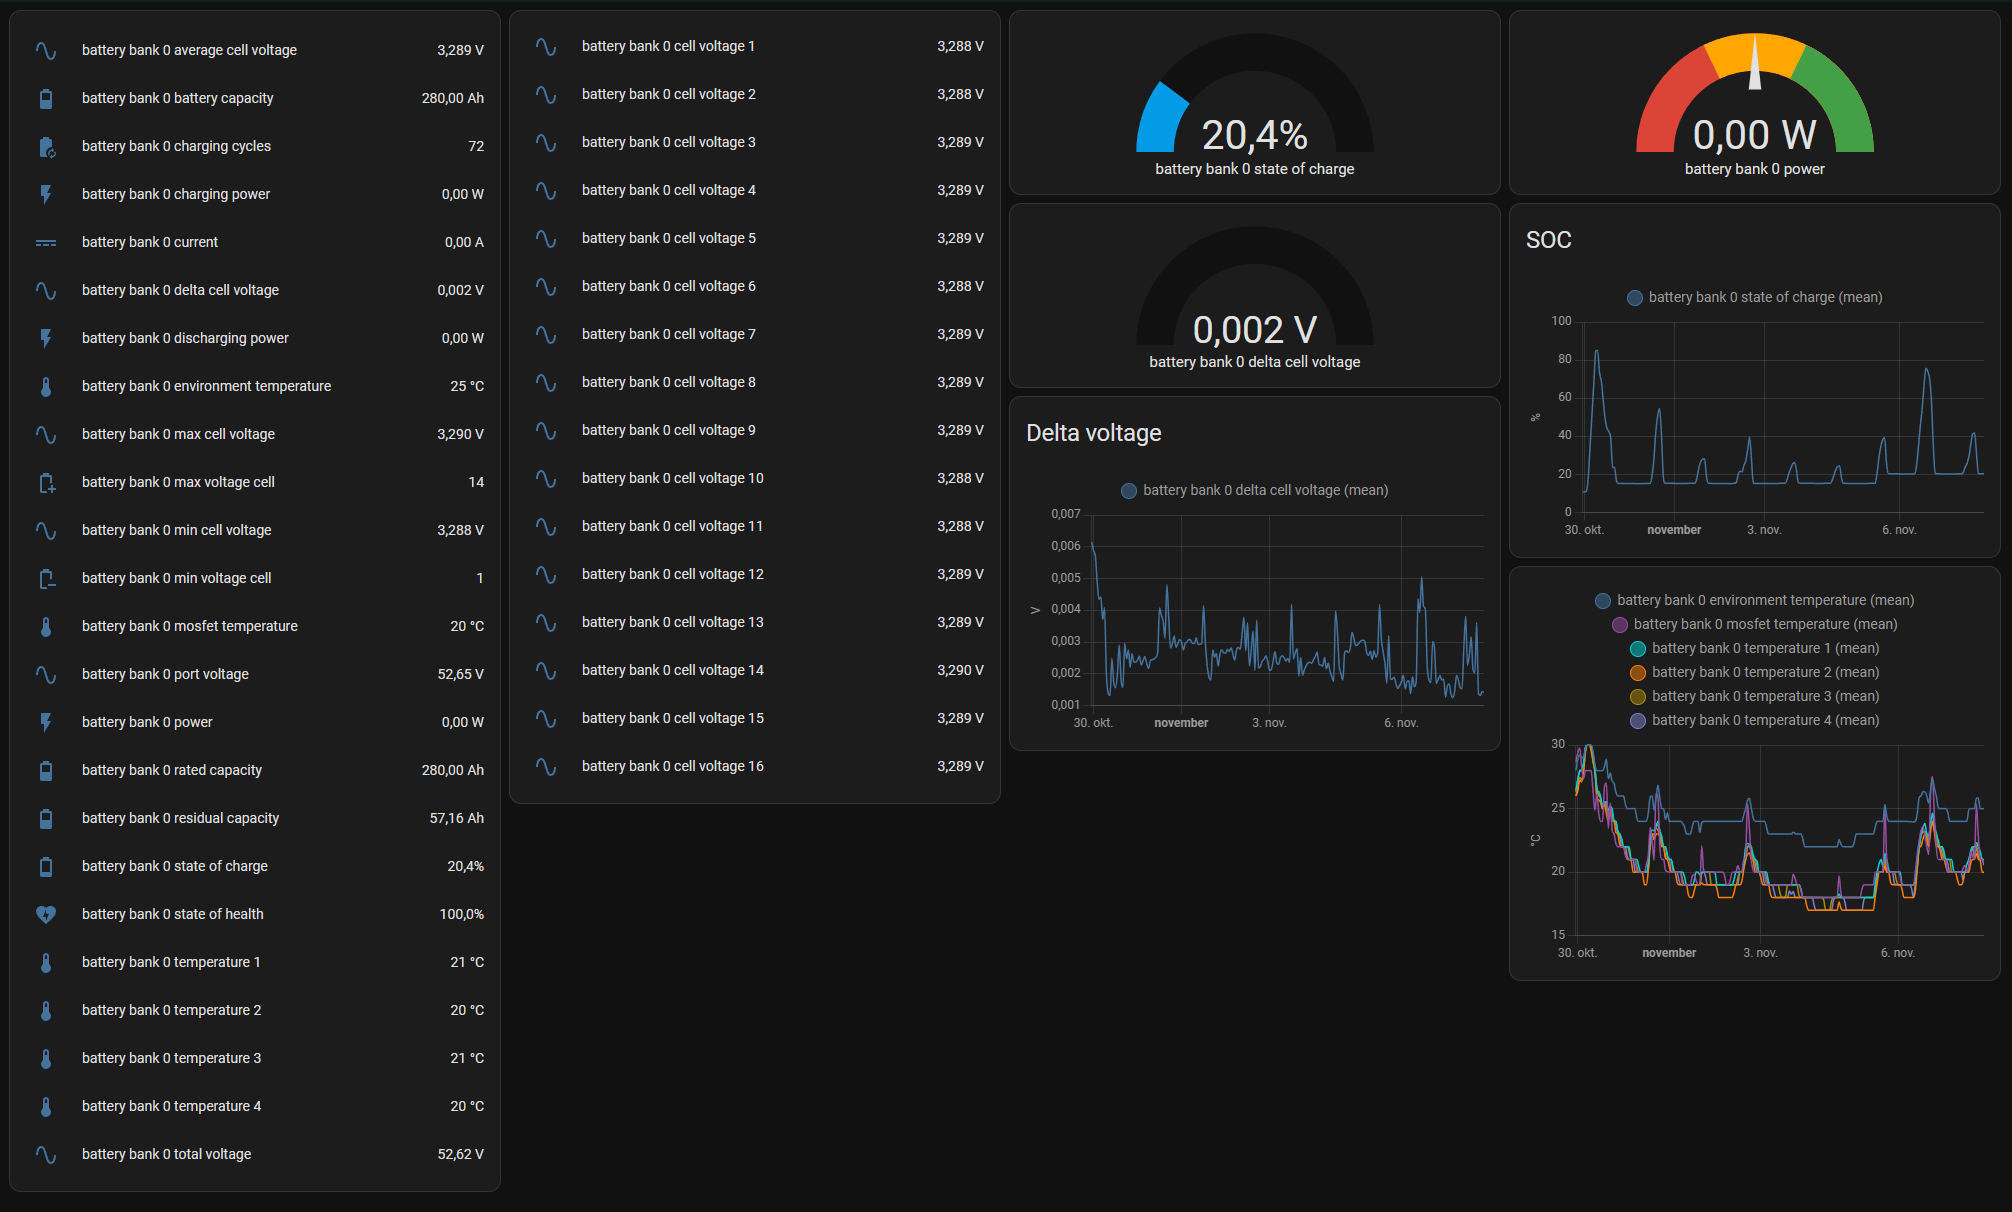 battery bank 0 average cell voltage 3,289 V
battery bank 0 battery capacity 280,00 Ah
battery bank 0 charging cycles 72
battery bank 0 charging power 0,00 W
battery bank 0 current 0,00 A
battery bank 0 delta cell voltage 0,002 V
battery bank 0 discharging power 0,00 W
battery bank 0 environment temperature 25 °C
battery bank 0 max cell voltage 3,290 V
battery bank 0 max voltage cell 14
battery bank 0 min cell voltage 3,288 V
battery bank 0 min voltage cell 1
battery bank 0 mosfet temperature 20 °C
battery bank 0 port voltage 52,65 V
battery bank 0 power 0,00 W
battery bank 0 rated capacity 280,00 Ah
battery bank 0 residual capacity 57,16 Ah
battery bank 0 state of charge 20,4%
battery bank 0 state of health 100,0%
battery bank 0 temperature 1 21 °C
battery bank 0 temperature 2 20 °C
battery bank 0 temperature 3 21 °C
battery bank 0 temperature 4 20 °C
battery bank 0 total voltage 52,62 V
battery bank 0 cell voltage 1 3,288 V
battery bank 0 cell voltage 2 3,288 V
battery bank 0 cell voltage 3 3,289 V
battery bank 0 cell voltage 4 3,289 V
battery bank 0 cell voltage 5 3,289 V
battery bank 0 cell voltage 6 3,288 V
battery bank 0 cell voltage 7 3,289 V
battery bank 0 cell voltage 8 3,289 V
battery bank 0 cell voltage 9 3,289 V
battery bank 0 cell voltage 10 3,288 V
battery bank 0 cell voltage 11 3,288 V
battery bank 0 cell voltage 12 3,289 V
battery bank 0 cell voltage 13 3,289 V
battery bank 0 cell voltage 14 3,290 V
battery bank 0 cell voltage 15 3,289 V
battery bank 0 cell voltage 16 3,289 V
20,4%
battery bank 0 state of charge
0,002 V
battery bank 0 delta cell voltage
Delta voltage
battery bank 0 delta cell voltage (mean)
0,007
0,006
0,005
0,004
V
0,003
0,002
0,001
30. okt. november 3. nov. 6. nov.
0,00 W
battery bank 0 power
SOC
battery bank 0 state of charge (mean)
100
80
60
%
40
20
0
30. okt. november 3. nov. 6. nov.
battery bank 0 environment temperature (mean)
battery bank 0 mosfet temperature (mean)
battery bank 0 temperature 1 (mean)
battery bank 0 temperature 2 (mean)
battery bank 0 temperature 3 (mean)
battery bank 0 temperature 4 (mean)
30
25
°C
20
15
30. okt. november 3. nov. 6. nov.